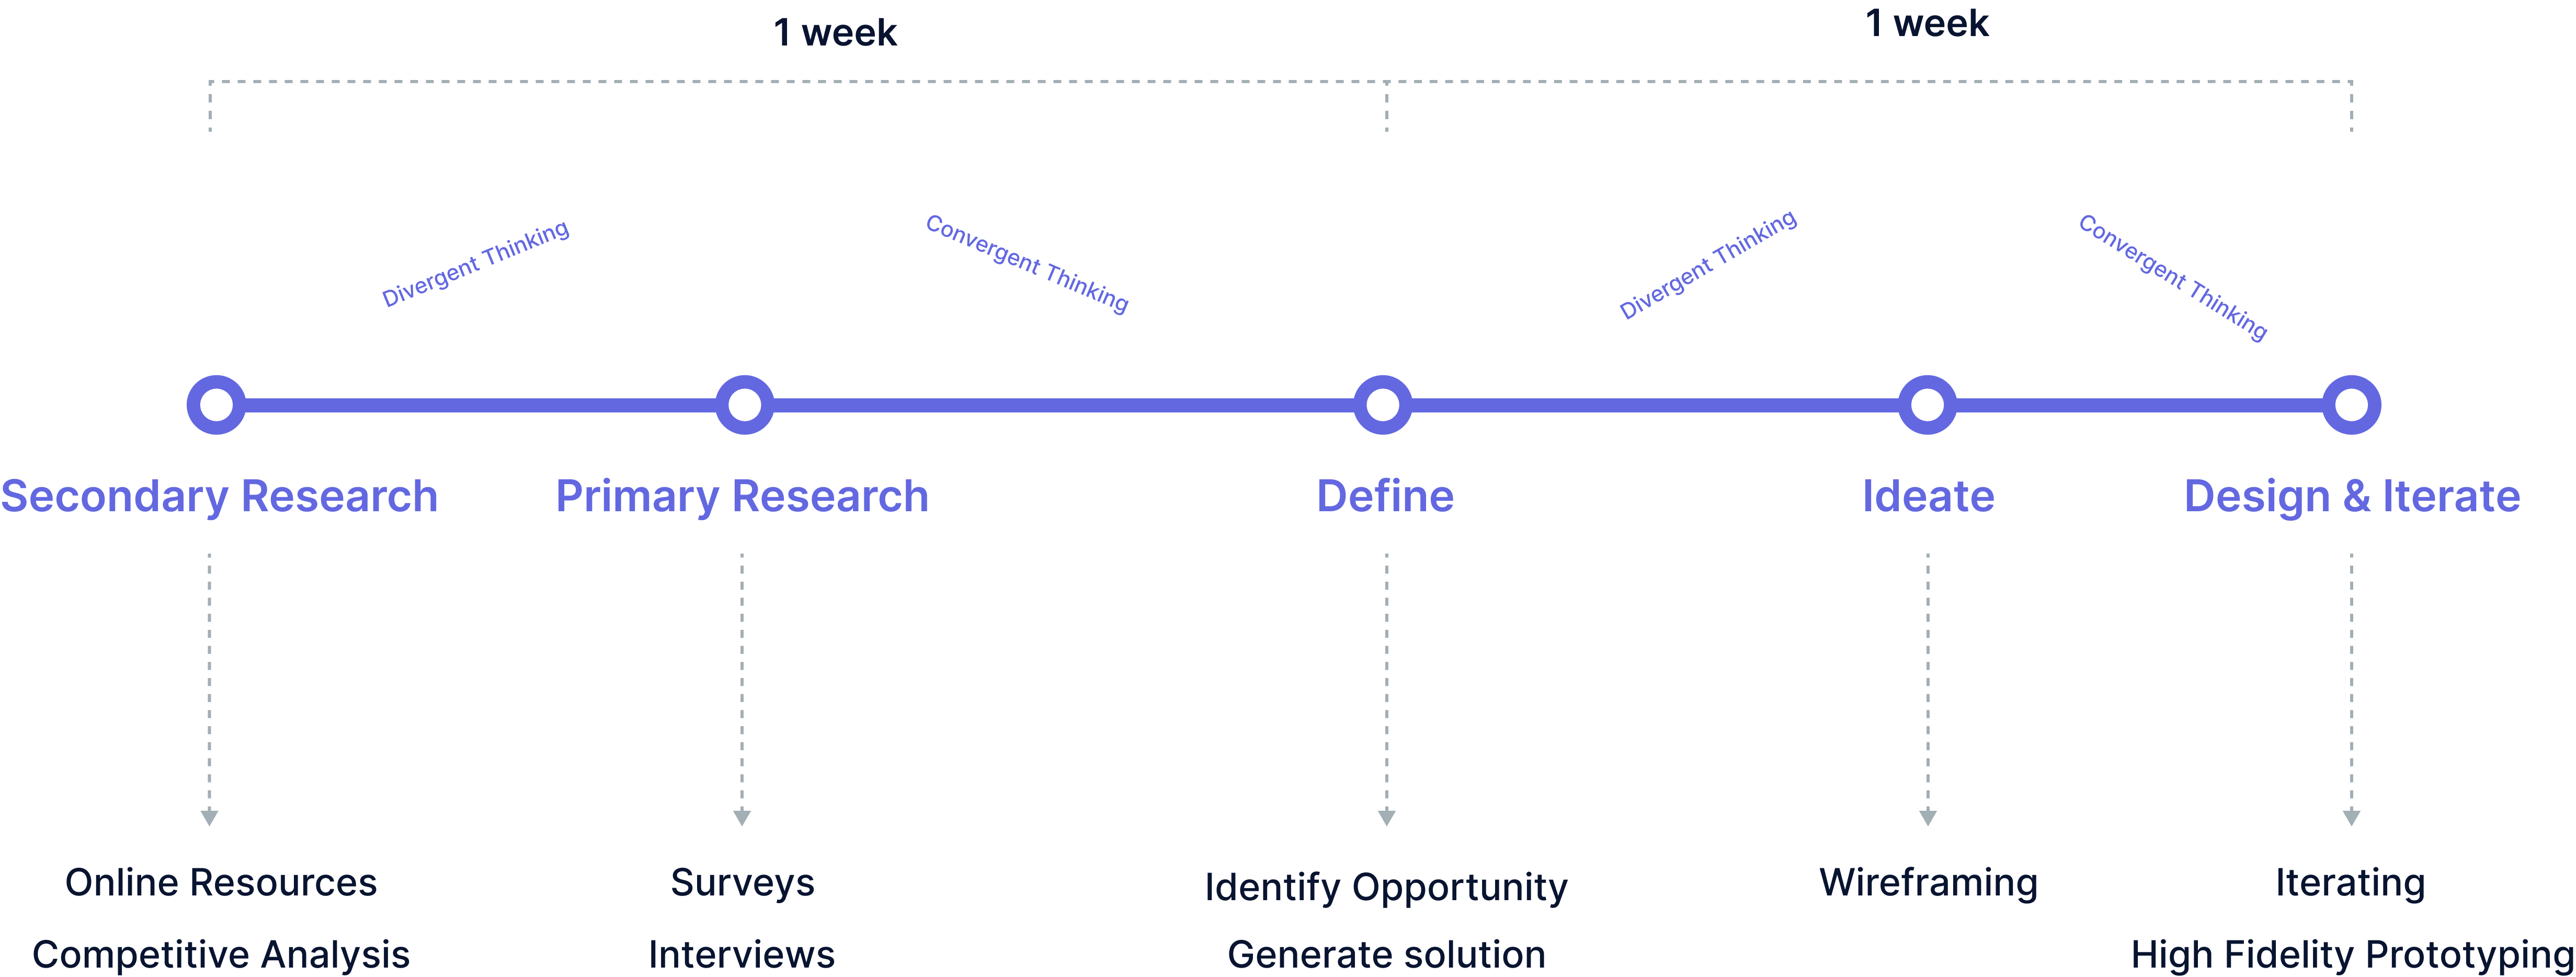 1 week
1 week
Divergent Thinking
Convergent Thinking
Divergent Thinking
Convergent Thinking
Secondary Research
Primary Research
Define
Ideate
Design & Iterate
Online Resources
Competitive Analysis
Surveys
Interviews
Identify Opportunity
Generate solution
Wireframing
Iterating
High Fidelity Prototyping